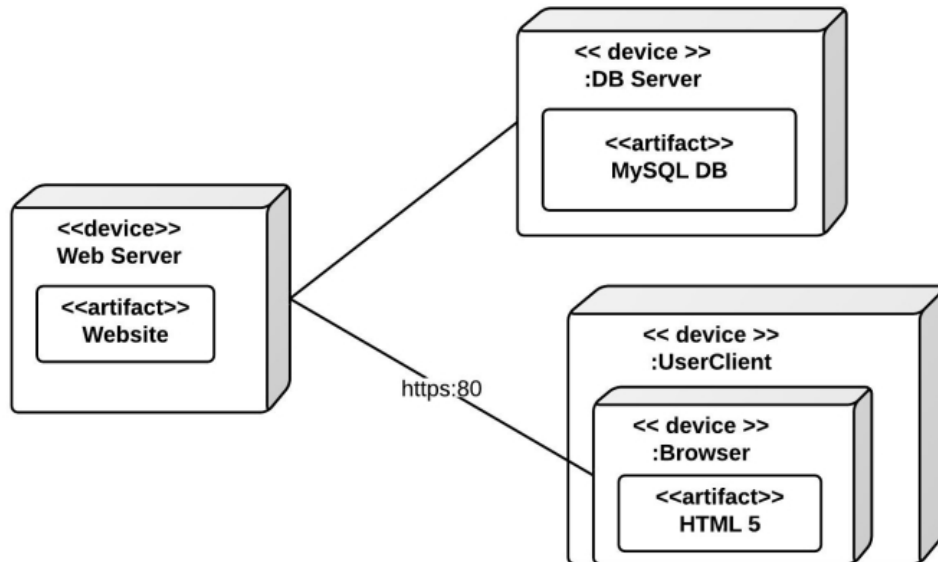 << device >>
:DB Server
<<artifact>>
MySQL DB
<<device>>
Web Server
<<artifact>>
Website
https:80
<< device >>
:UserClient
<< device >>
:Browser
<<artifact>>
HTML 5